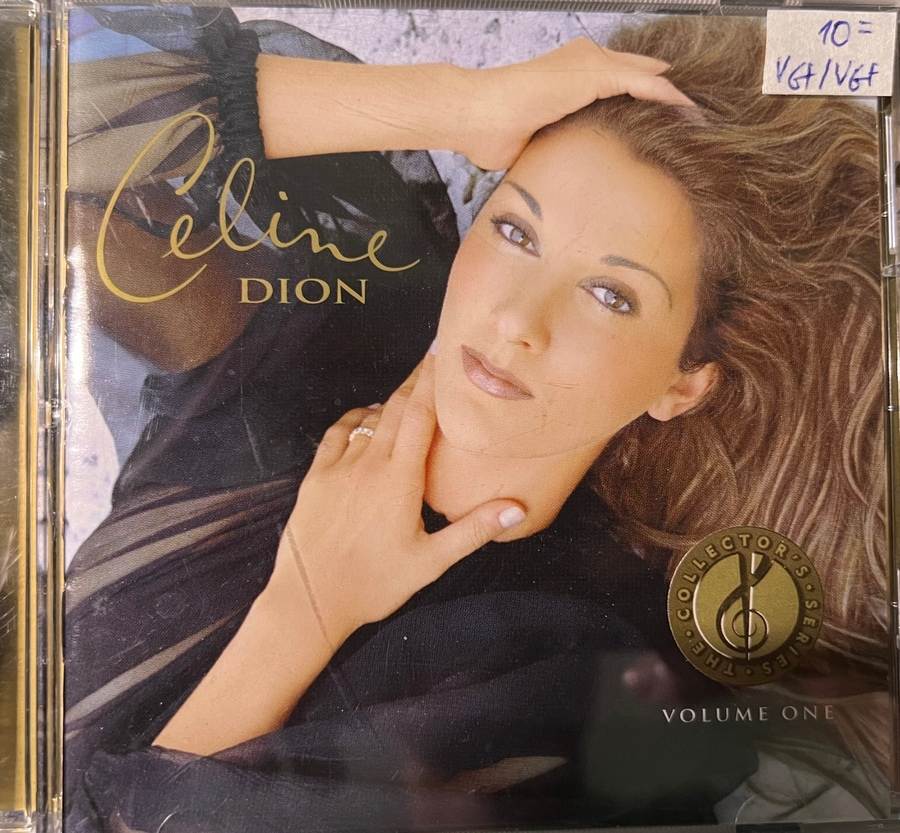 10=
VG+/VG+
Celine
DION
THE · COLLECTOR'S · SERIES ·
VOLUME ONE